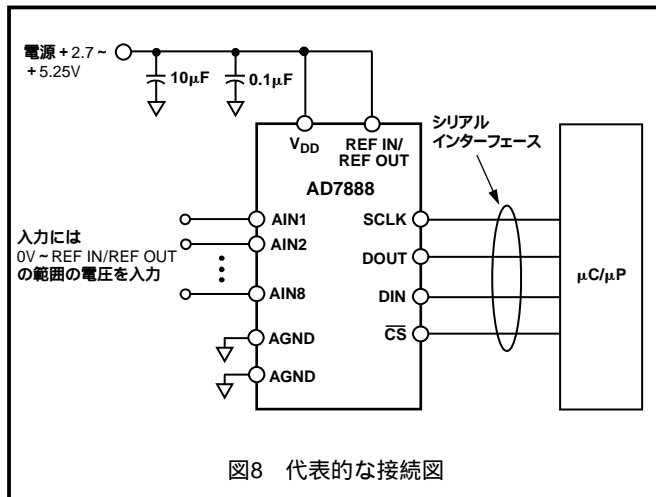 電源 + 2.7 ~
+ 5.25V
10μF
0.1μF
V_DD
REF IN/
REF OUT
AD7888
シリアル
インターフェース
AIN1
AIN2
AIN8
AGND
AGND
SCLK
DOUT
DIN
C̅S̅
μC/μP
入力には
0V ~ REF IN/REF OUT
の範囲の電圧を入力
図8 代表的な接続図